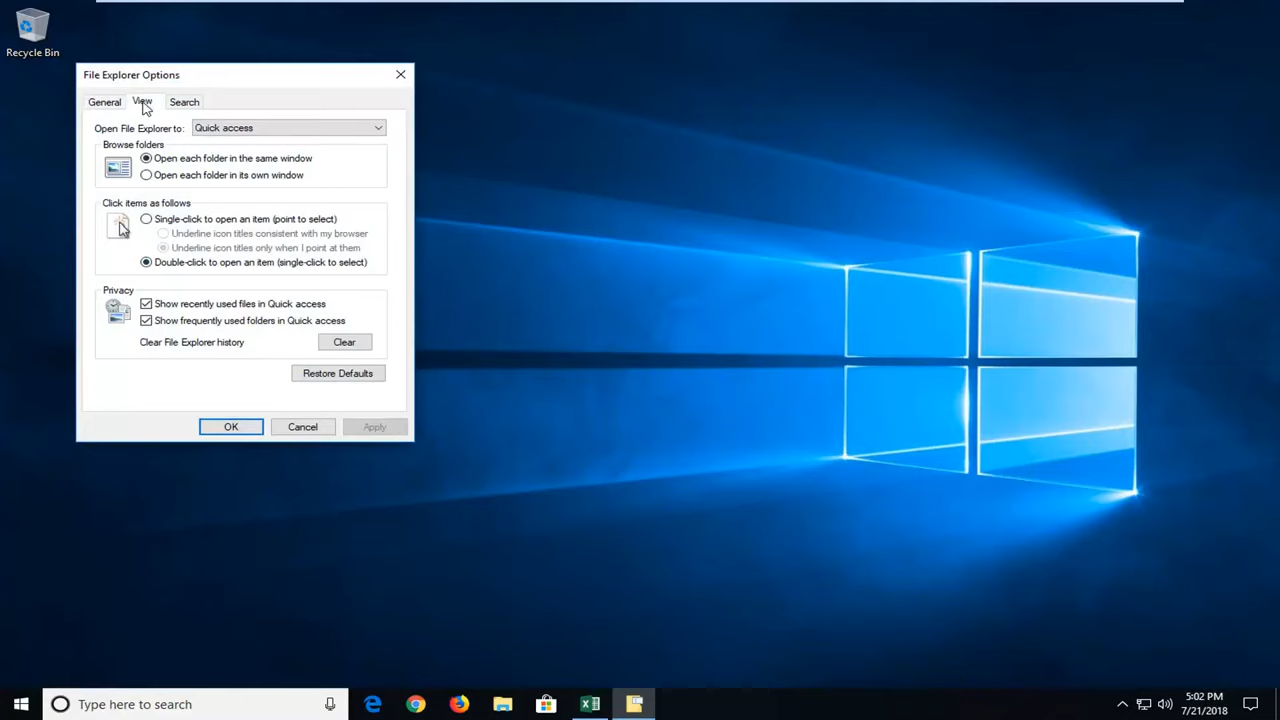 Recycle Bin
File Explorer Options
General View Search
Open File Explorer to: Quick access
Browse folders
Open each folder in the same window
Open each folder in its own window
Click items as follows
Single-click to open an item (point to select)
Underline icon titles consistent with my browser
Underline icon titles only when I point at them
Double-click to open an item (single-click to select)
Privacy
Show recently used files in Quick access
Show frequently used folders in Quick access
Clear File Explorer history Clear
Restore Defaults
OK Cancel Apply
Type here to search
5:02 PM
7/21/2018